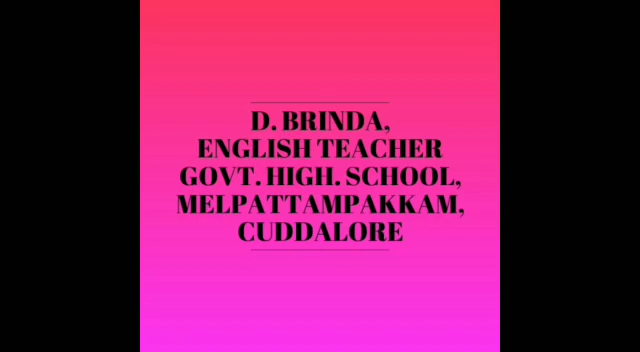 D. BRINDA,
ENGLISH TEACHER
GOVT. HIGH. SCHOOL,
MELPATTAMPAKKAM,
CUDDALORE